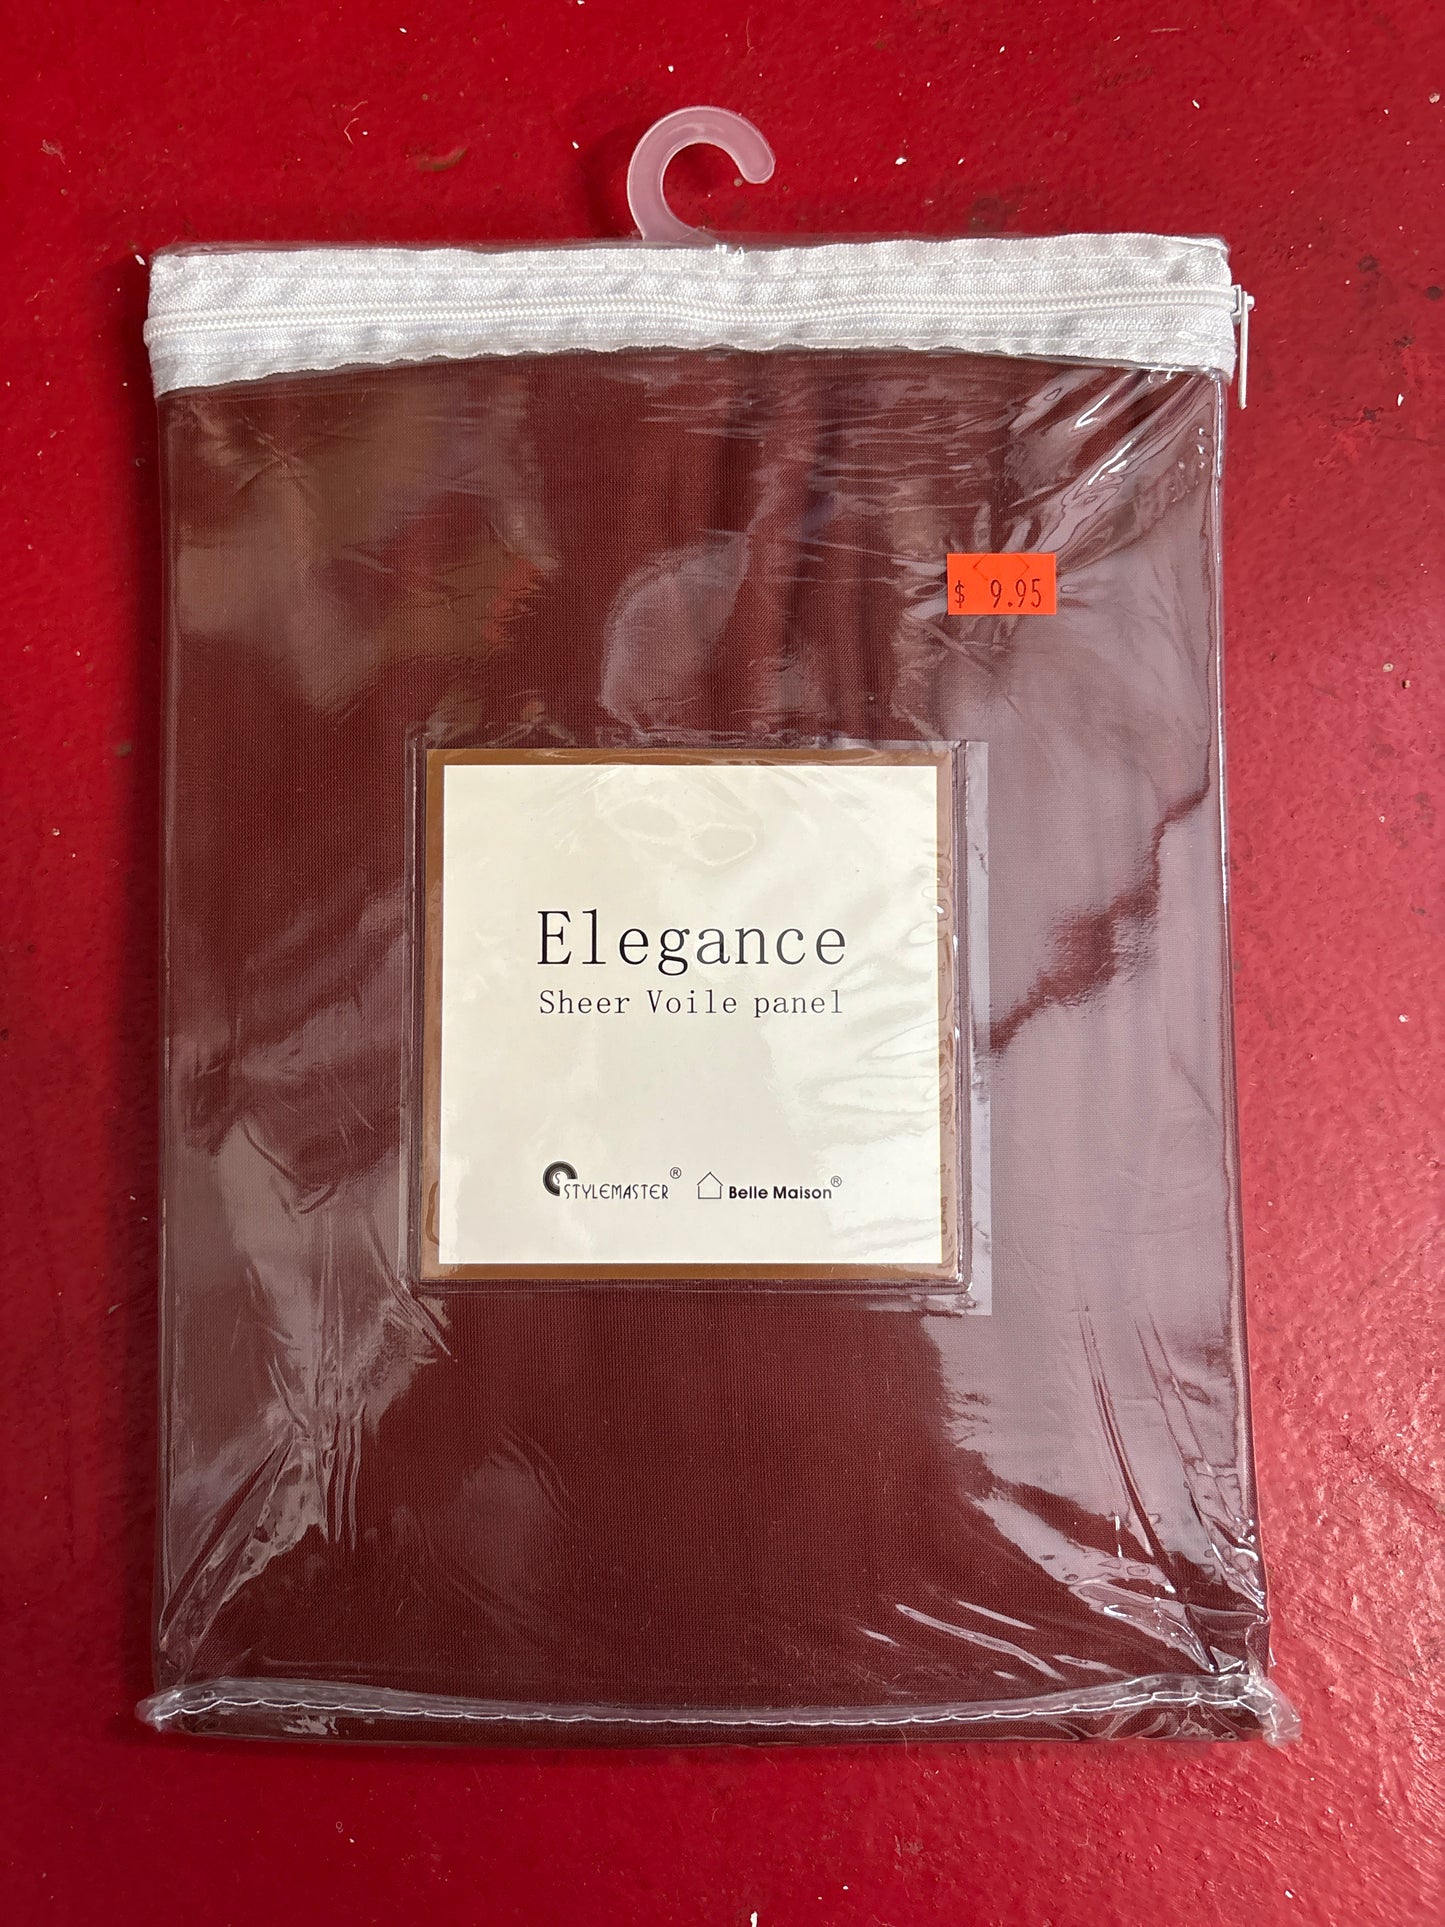 $ 9.95
Elegance
Sheer Voile panel
STYLEMASTER® Belle Maison®